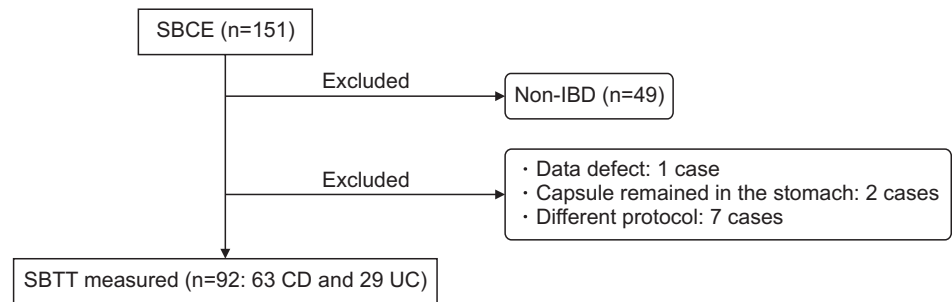 SBCE (n=151)
Excluded
Non-IBD (n=49)
Excluded
・Data defect: 1 case
・Capsule remained in the stomach: 2 cases
・Different protocol: 7 cases
SBTT measured (n=92: 63 CD and 29 UC)